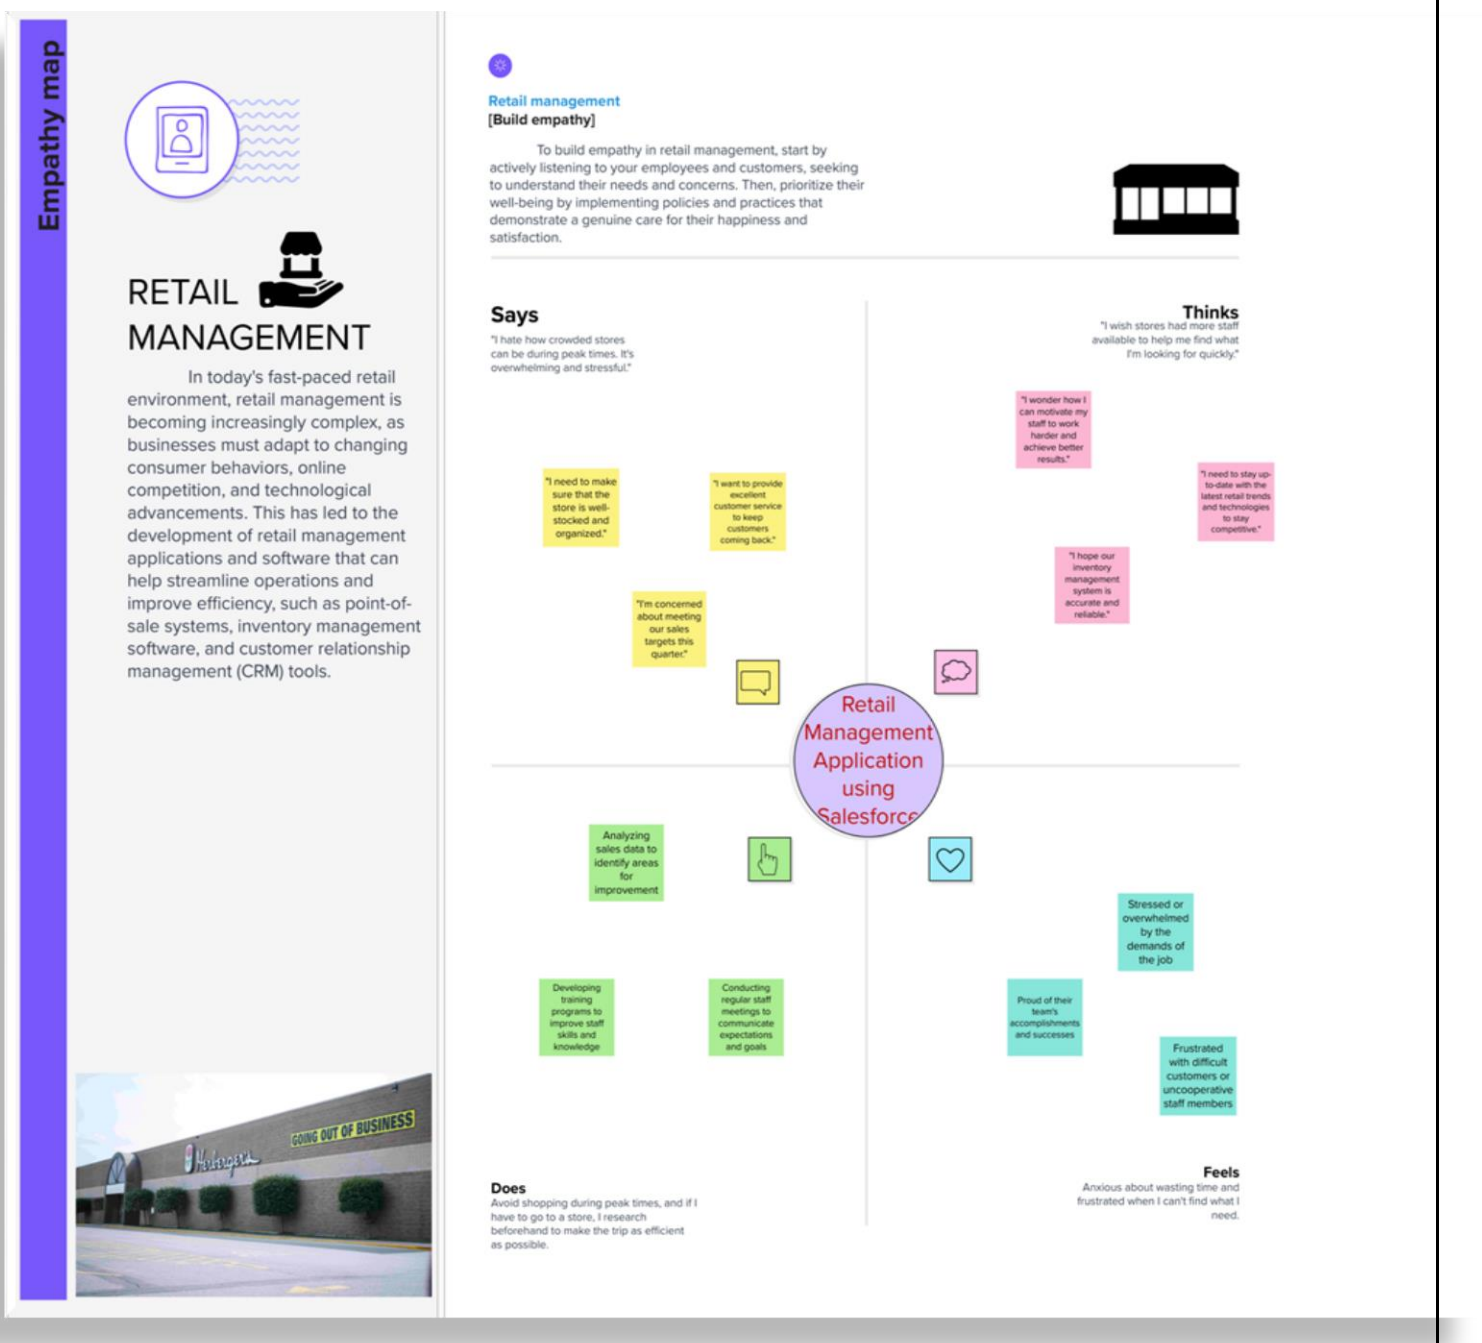 Empathy map
RETAIL
MANAGEMENT
In today's fast-paced retail
environment, retail management is
becoming increasingly complex, as
businesses must adapt to changing
consumer behaviors, online
competition, and technological
advancements. This has led to the
development of retail management
applications and software that can
help streamline operations and
improve efficiency, such as point-of-
sale systems, inventory management
software, and customer relationship
management (CRM) tools.
Herberger's
GOING OUT OF BUSINESS
Retail management
[Build empathy]
To build empathy in retail management, start by
actively listening to your employees and customers, seeking
to understand their needs and concerns. Then, prioritize their
well-being by implementing policies and practices that
demonstrate a genuine care for their happiness and
satisfaction.
Says
"I hate how crowded stores
can be during peak times. It's
overwhelming and stressful."
"I need to make
sure that the
store is well-
stocked and
organized."
"I want to provide
excellent
customer service
to keep
customers
coming back."
"I'm concerned
about meeting
our sales
targets this
quarter."
Thinks
"I wish stores had more staff
available to help me find what
I'm looking for quickly."
"I wonder how I
can motivate my
staff to work
harder and
achieve better
results."
"I need to stay up-
to-date with the
latest retail trends
and technologies
to stay
competitive."
"I hope our
inventory
management
system is
accurate and
reliable."
Retail
Management
Application
using
Salesforce
Analyzing
sales data to
identify areas
for
improvement
Developing
training
programs to
improve staff
skills and
knowledge
Conducting
regular staff
meetings to
communicate
expectations
and goals
Does
Avoid shopping during peak times, and if I
have to go to a store, I research
beforehand to make the trip as efficient
as possible.
Stressed or
overwhelmed
by the
demands of
the job
Proud of their
team's
accomplishments
and successes
Frustrated
with difficult
customers or
uncooperative
staff members
Feels
Anxious about wasting time and
frustrated when I can't find what I
need.